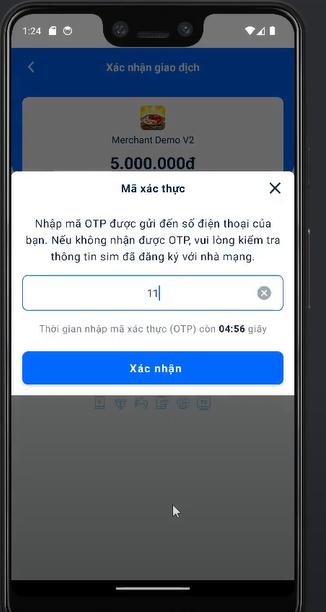 1:24
Xác nhận giao dịch
Merchant Demo V2
5.000.000đ
Mã xác thực
Nhập mã OTP được gửi đến số điện thoại của
bạn. Nếu không nhận được OTP, vui lòng kiểm tra
thông tin sim đã đăng ký với nhà mạng.
11
Thời gian nhập mã xác thực (OTP) còn 04:56 giây
Xác nhận